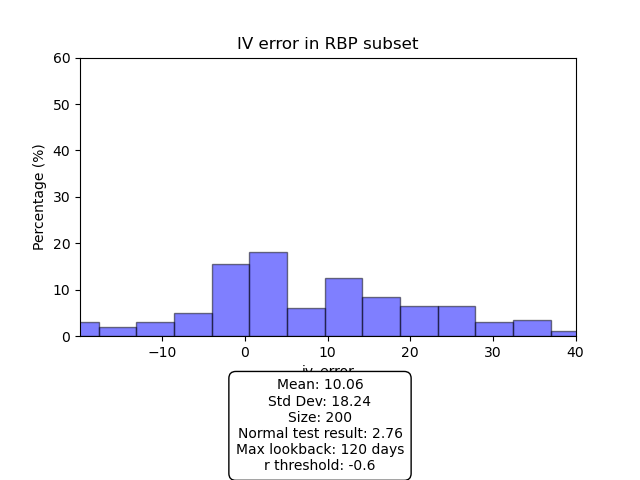 IV error in RBP subset
60
50
40
30
20
10
0
Percentage (%)
−10
0
10
20
30
40
iv_error
Mean: 10.06
Std Dev: 18.24
Size: 200
Normal test result: 2.76
Max lookback: 120 days
r threshold: -0.6